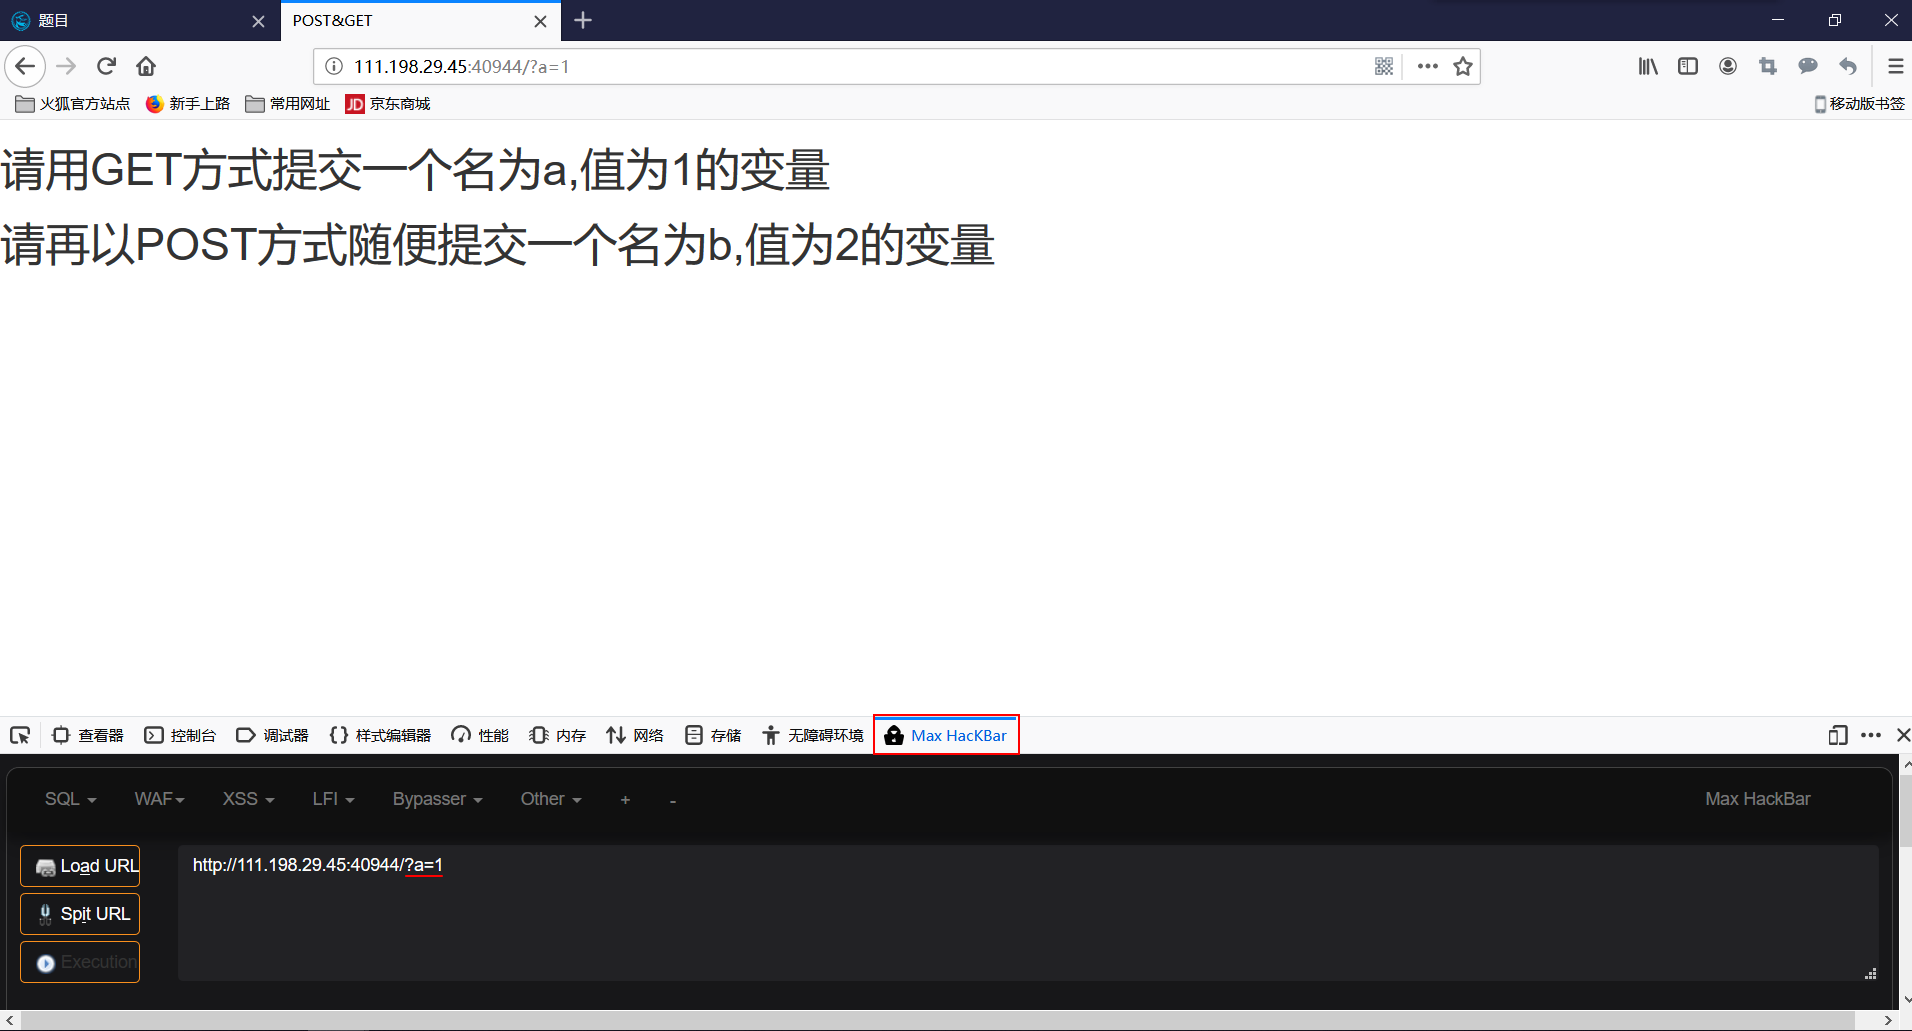 题目
POST&GET
111.198.29.45:40944/?a=1
火狐官方站点 新手上路 常用网址 JD 京东商城 移动版书签
请用GET方式提交一个名为a,值为1的变量
请再以POST方式随便提交一个名为b,值为2的变量
查看器 控制台 调试器 样式编辑器 性能 内存 网络 存储 无障碍环境 Max HacKBar
SQL WAF XSS LFI Bypasser Other + - Max HackBar
Load URL
http://111.198.29.45:40944/?a=1
Spit URL
Execution